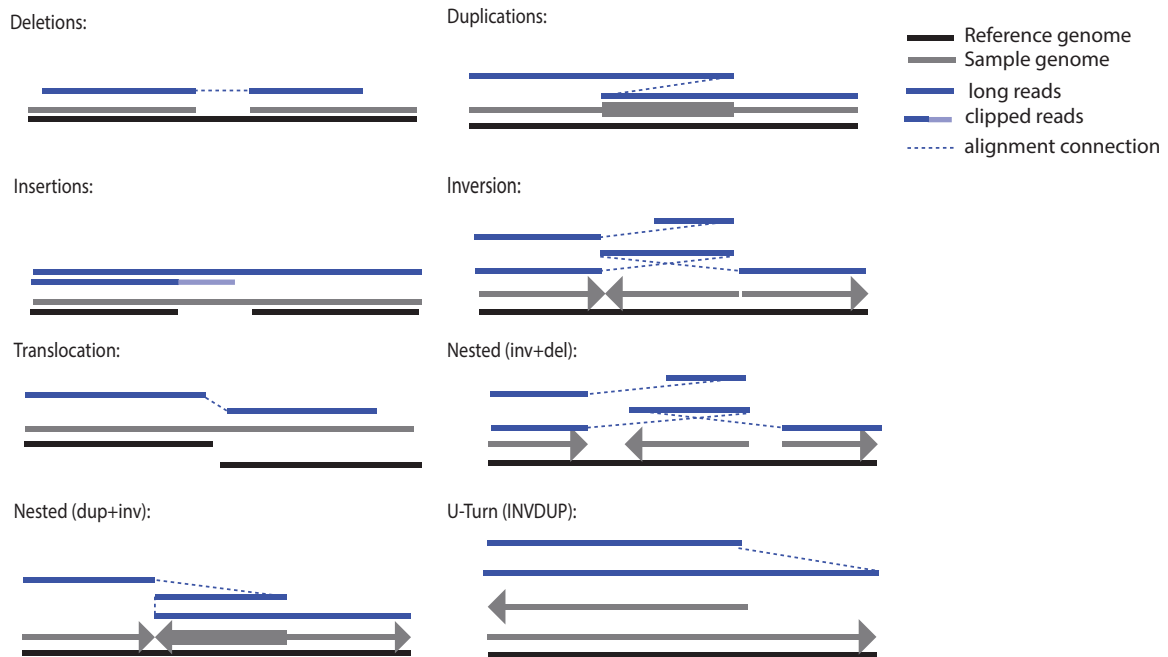 Deletions:
Duplications:
Reference genome
Sample genome
long reads
clipped reads
alignment connection
Insertions:
Inversion:
Translocation:
Nested (inv+del):
Nested (dup+inv):
U-Turn (INVDUP):